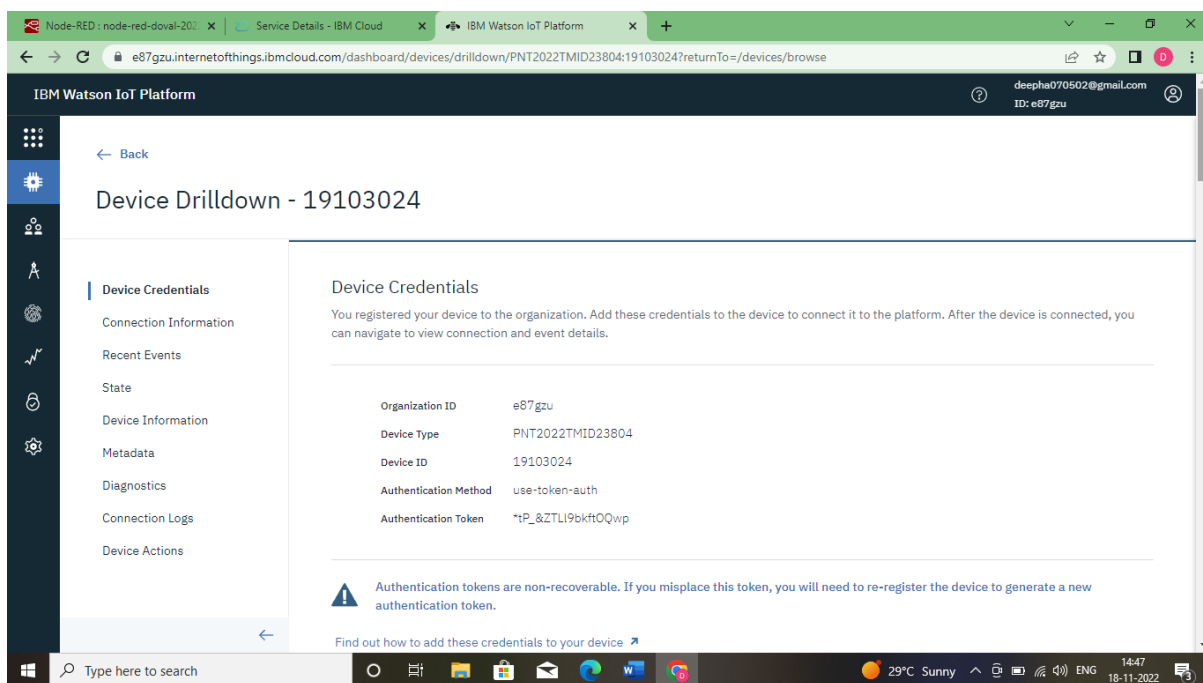 Node-RED : node-red-doval-202
Service Details - IBM Cloud
IBM Watson IoT Platform
e87gzu.internetofthings.ibmcloud.com/dashboard/devices/drilldown/PNT2022TMID23804:19103024?returnTo=/devices/browse
D
IBM Watson IoT Platform
deepha070502@gmail.com
ID: e87gzu
← Back
Device Drilldown - 19103024
Device Credentials
Connection Information
Recent Events
State
Device Information
Metadata
Diagnostics
Connection Logs
Device Actions
Device Credentials
You registered your device to the organization. Add these credentials to the device to connect it to the platform. After the device is connected, you
can navigate to view connection and event details.
Organization ID e87gzu
Device Type PNT2022TMID23804
Device ID 19103024
Authentication Method use-token-auth
Authentication Token *tP_&ZTLl9bkftOQwp
Authentication tokens are non-recoverable. If you misplace this token, you will need to re-register the device to generate a new
authentication token.
Find out how to add these credentials to your device
Type here to search
29°C Sunny
ENG
14:47
18-11-2022
3